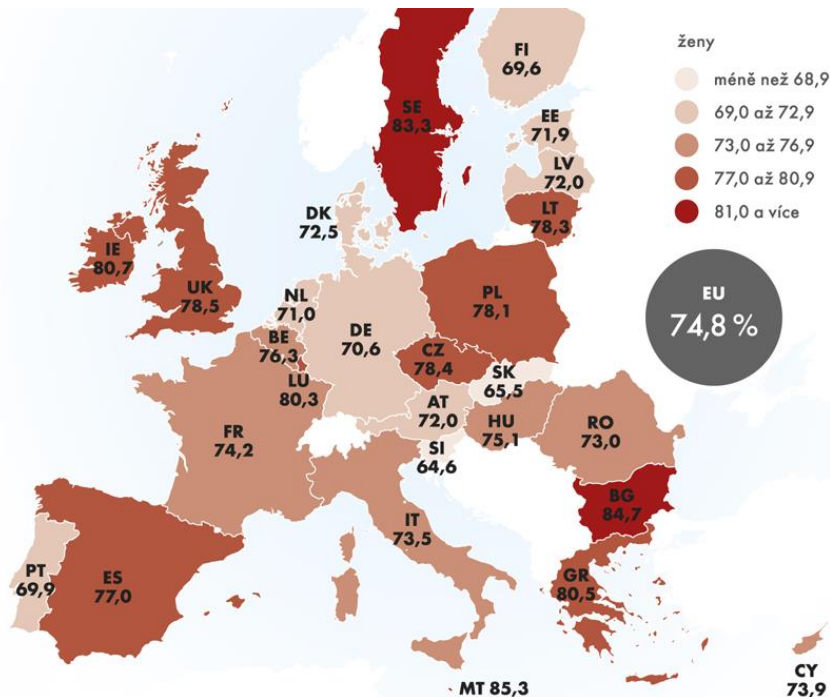 ženy
méně než 68,9
69,0 až 72,9
73,0 až 76,9
77,0 až 80,9
81,0 a více
EU
74,8 %
FI
69,6
SE
83,3
EE
71,9
LV
72,0
LT
78,3
DK
72,5
IE
80,7
UK
78,5
NL
71,0
BE
76,3
LU
80,3
DE
70,6
PL
78,1
CZ
78,4
SK
65,5
AT
72,0
HU
75,1
SI
64,6
RO
73,0
FR
74,2
BG
84,7
IT
73,5
PT
69,9
ES
77,0
GR
80,5
MT 85,3
CY
73,9